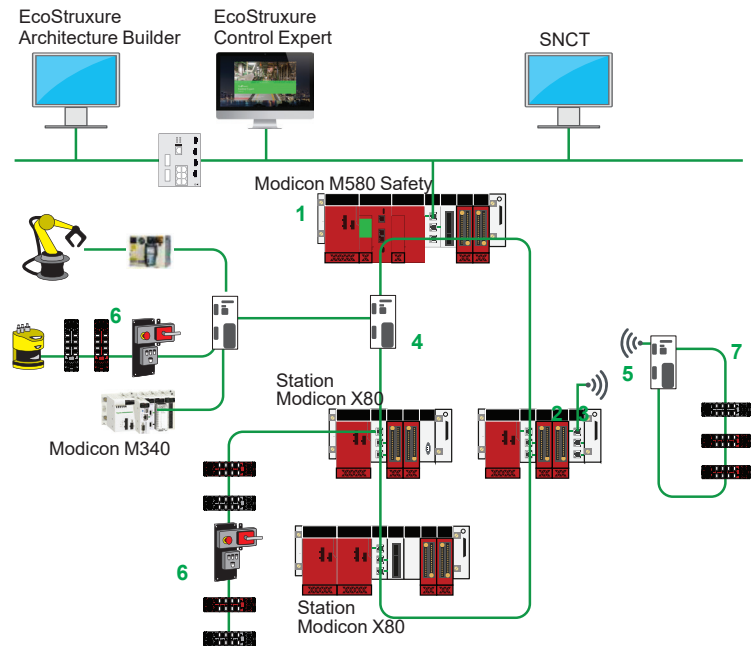 EcoStruxure
Architecture Builder
EcoStruxure
Control Expert
SNCT
Modicon M580 Safety
1
6
4
5
7
Station
Modicon X80
2
3
Modicon M340
6
Station
Modicon X80